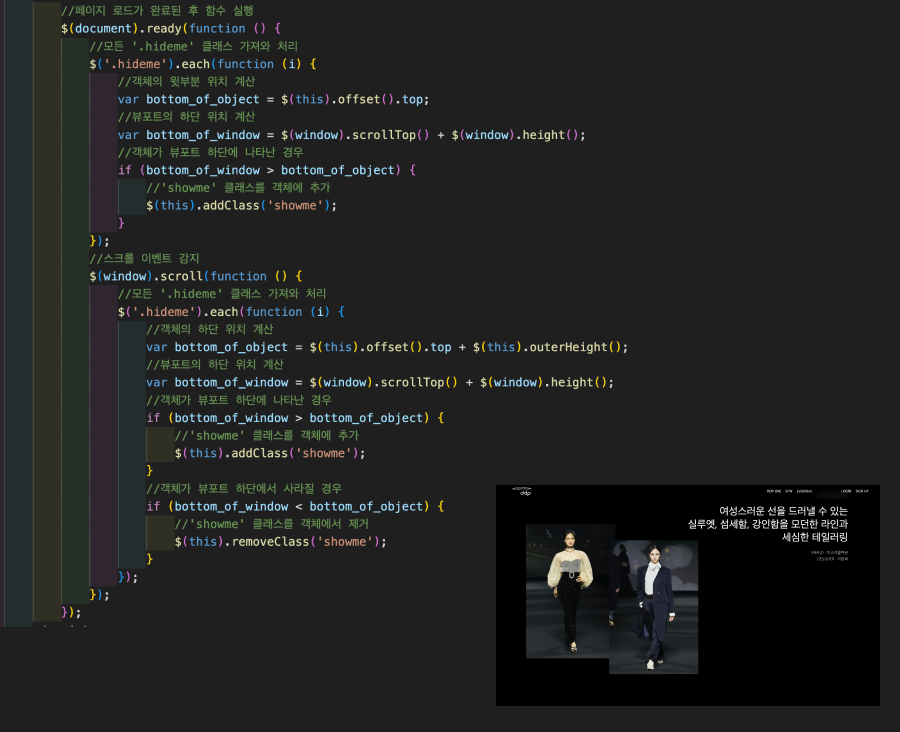 //페이지 로드가 완료된 후 함수 실행
$(document).ready(function () {
//모든 '.hideme' 클래스 가져와 처리
$('.hideme').each(function (i) {
//객체의 윗부분 위치 계산
var bottom_of_object = $(this).offset().top;
//뷰포트의 하단 위치 계산
var bottom_of_window = $(window).scrollTop() + $(window).height();
//객체가 뷰포트 하단에 나타난 경우
if (bottom_of_window > bottom_of_object) {
//'showme' 클래스를 객체에 추가
$(this).addClass('showme');
}
});
//스크롤 이벤트 감지
$(window).scroll(function () {
//모든 '.hideme' 클래스 가져와 처리
$('.hideme').each(function (i) {
//객체의 하단 위치 계산
var bottom_of_object = $(this).offset().top + $(this).outerHeight();
//뷰포트의 하단 위치 계산
var bottom_of_window = $(window).scrollTop() + $(window).height();
//객체가 뷰포트 하단에 나타난 경우
if (bottom_of_window > bottom_of_object) {
//'showme' 클래스를 객체에 추가
$(this).addClass('showme');
}
//객체가 뷰포트 하단에서 사라질 경우
if (bottom_of_window < bottom_of_object) {
//'showme' 클래스를 객체에서 제거
$(this).removeClass('showme');
}
});
});
});
ddp
LOGIN SIGN UP
여성스러운 선을 드러낼 수 있는
실루엣, 섬세함, 강인함을 모던한 라인과
세심한 테일러링